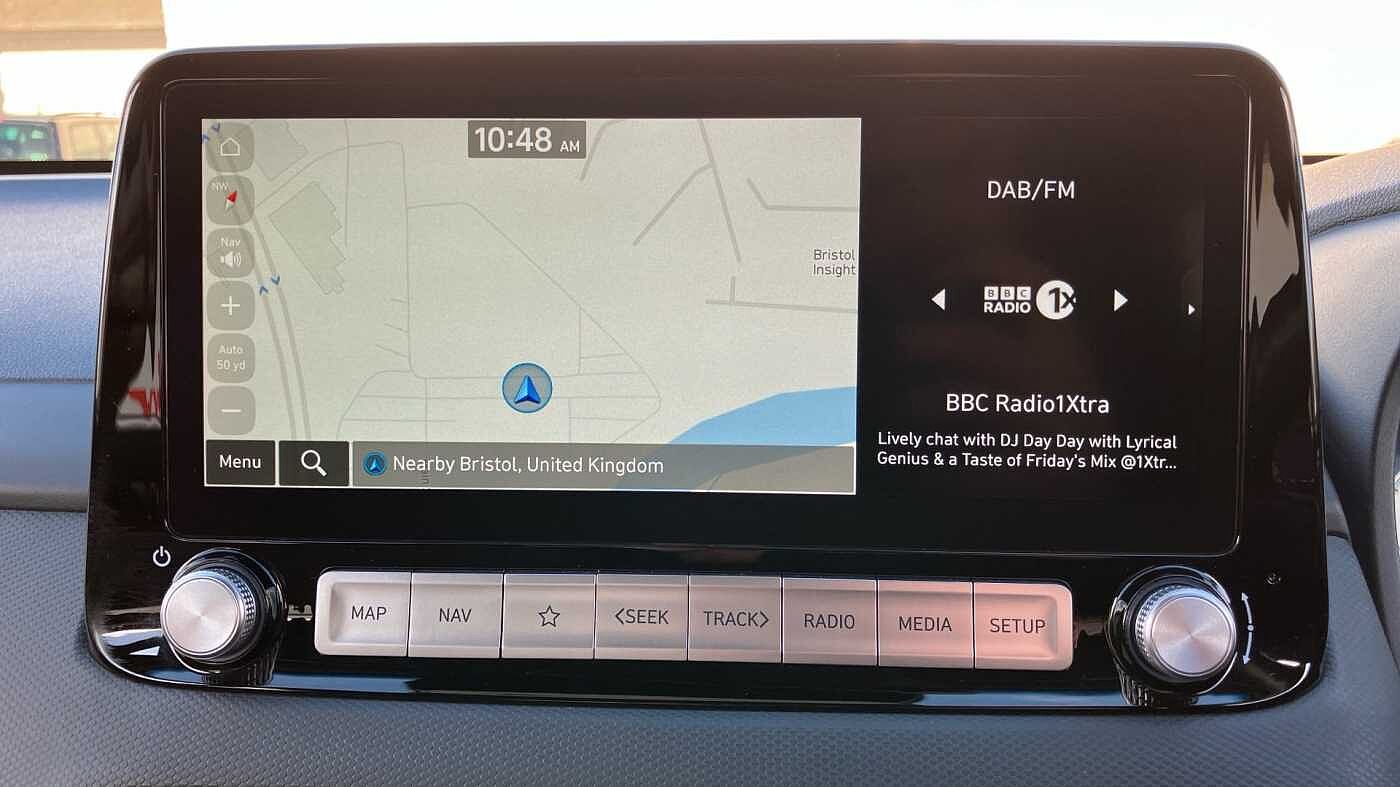 10:48 AM
NW
Nav
Auto
50 yd
Bristol
Insight
Menu
Nearby Bristol, United Kingdom
DAB/FM
BBC
RADIO 1X
BBC Radio1Xtra
Lively chat with DJ Day Day with Lyrical
Genius & a Taste of Friday's Mix @1Xtr...
MAP
NAV
<SEEK
TRACK>
RADIO
MEDIA
SETUP